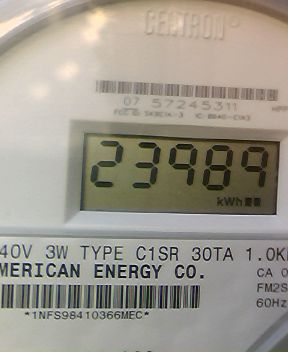 CENTRON
07 57245311
23989
kWh
40V 3W TYPE C1SR 30TA 1.0K
MERICAN ENERGY CO.
CA 0
FM2S
60Hz
*1NFS98410366MEC*